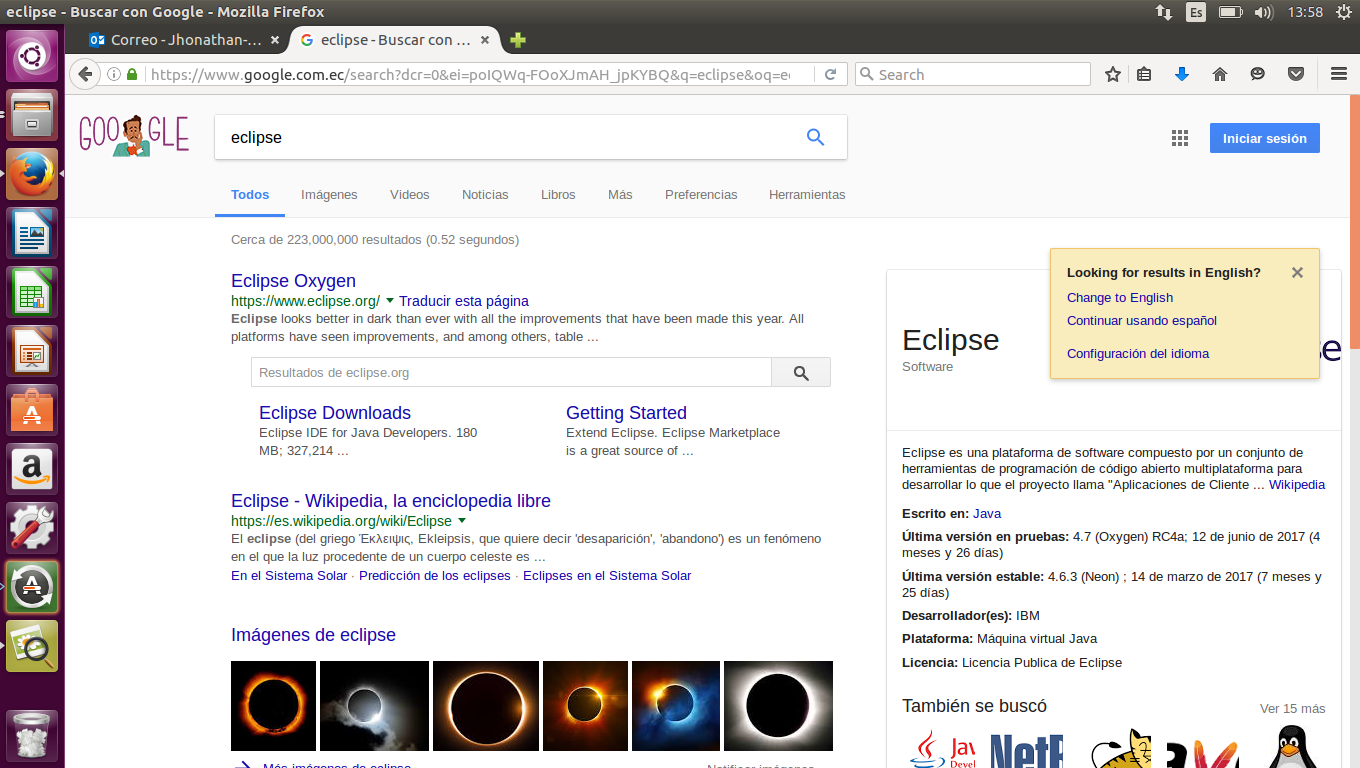 eclipse - Buscar con Google - Mozilla Firefox
Es
13:58
Correo - Jhonathan-...
eclipse - Buscar con ...
https://www.google.com.ec/search?dcr=0&ei=poIQWq-FOoXJmAH_jpKYBQ&q=eclipse&oq=ec
Search
GOOGLE
eclipse
Iniciar sesión
Todos
Imágenes
Videos
Noticias
Libros
Más
Preferencias
Herramientas
Cerca de 223,000,000 resultados (0.52 segundos)
Eclipse Oxygen
https://www.eclipse.org/ Traducir esta página
Eclipse looks better in dark than ever with all the improvements that have been made this year. All
platforms have seen improvements, and among others, table ...
Resultados de eclipse.org
Eclipse Downloads
Eclipse IDE for Java Developers. 180
MB; 327,214 ...
Getting Started
Extend Eclipse. Eclipse Marketplace
is a great source of ...
Eclipse - Wikipedia, la enciclopedia libre
https://es.wikipedia.org/wiki/Eclipse
El eclipse (del griego Έκλειψις, Ekleipsis, que quiere decir 'desaparición', 'abandono') es un fenómeno
en el que la luz procedente de un cuerpo celeste es ...
En el Sistema Solar · Predicción de los eclipses · Eclipses en el Sistema Solar
Imágenes de eclipse
Más imágenes de eclipse
Notificar imágenes
Looking for results in English?
Change to English
Continuar usando español
Configuración del idioma
Eclipse
se
Software
Eclipse es una plataforma de software compuesto por un conjunto de
herramientas de programación de código abierto multiplataforma para
desarrollar lo que el proyecto llama "Aplicaciones de Cliente ... Wikipedia
Escrito en: Java
Última versión en pruebas: 4.7 (Oxygen) RC4a; 12 de junio de 2017 (4
meses y 26 días)
Última versión estable: 4.6.3 (Neon) ; 14 de marzo de 2017 (7 meses y
25 días)
Desarrollador(es): IBM
Plataforma: Máquina virtual Java
Licencia: Licencia Publica de Eclipse
También se buscó
Ver 15 más